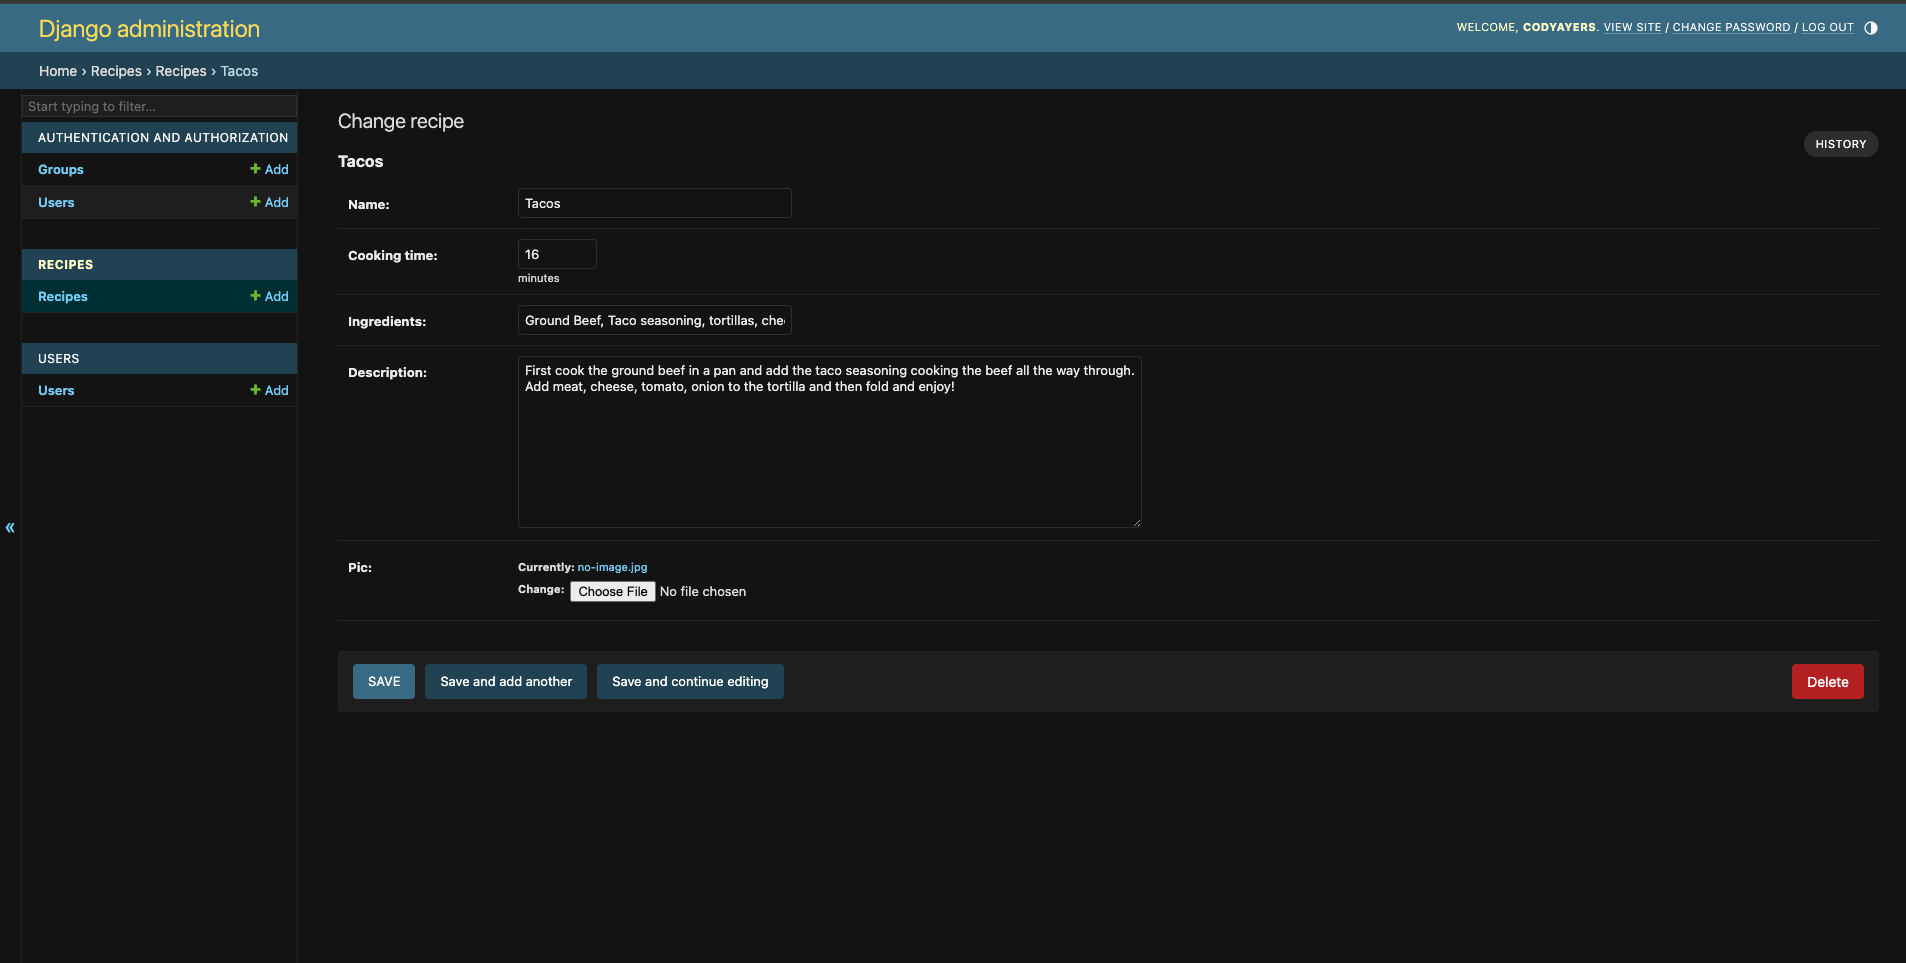 Django administration
WELCOME, CODYAYERS. VIEW SITE / CHANGE PASSWORD / LOG OUT
Home › Recipes › Recipes › Tacos
Start typing to filter...
AUTHENTICATION AND AUTHORIZATION
Groups + Add
Users + Add
RECIPES
Recipes + Add
USERS
Users + Add
«
Change recipe
HISTORY
Tacos
Name: Tacos
Cooking time: 16
minutes
Ingredients: Ground Beef, Taco seasoning, tortillas, che
Description: First cook the ground beef in a pan and add the taco seasoning cooking the beef all the way through.
Add meat, cheese, tomato, onion to the tortilla and then fold and enjoy!
Pic: Currently: no-image.jpg
Change: Choose File No file chosen
SAVE Save and add another Save and continue editing Delete